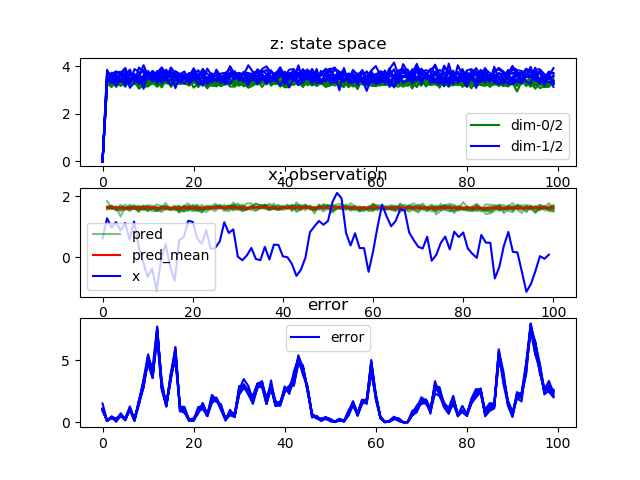 z: state space
4
2
0
dim-0/2
dim-1/2
0 20 40 60 80 100
x: observation
2
0
pred
pred_mean
x
0 20 40 60 80 100
error
5
0
error
0 20 40 60 80 100